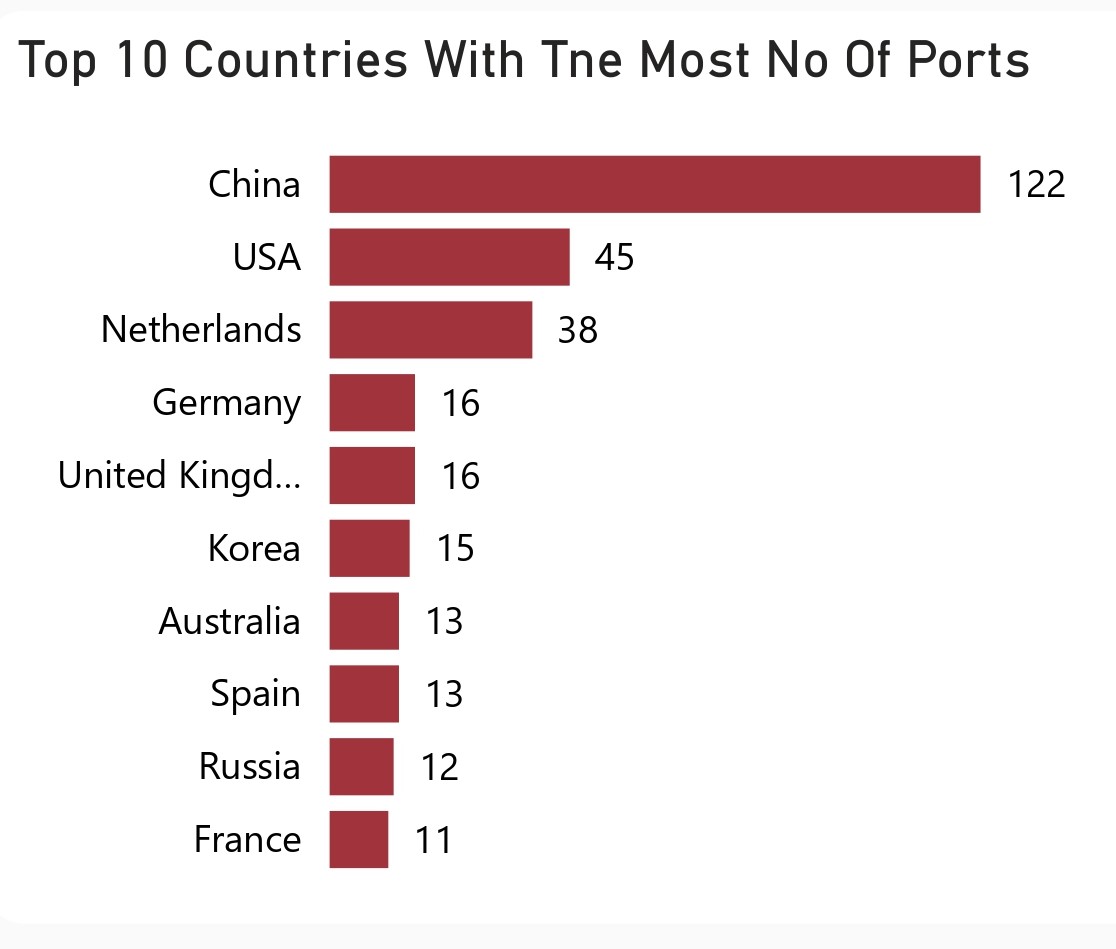 Top 10 Countries With Tne Most No Of Ports
China 122
USA 45
Netherlands 38
Germany 16
United Kingd... 16
Korea 15
Australia 13
Spain 13
Russia 12
France 11